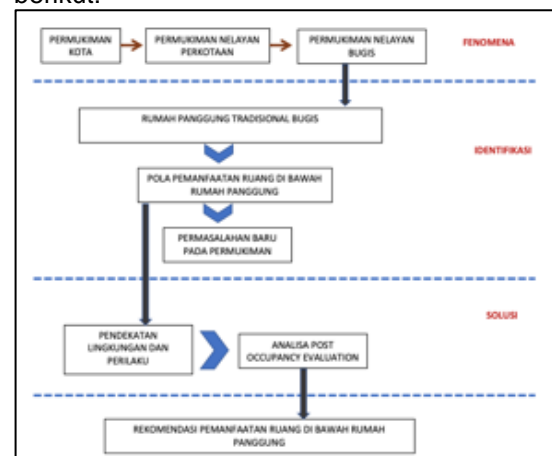 berikut:
PERMUKIMAN
KOTA
PERMUKIMAN NELAYAN
PERKOTAAN
PERMUKIMAN NELAYAN
BUGIS
FENOMENA
RUMAH PANGGUNG TRADISIONAL BUGIS
IDENTIFIKASI
POLA PEMANFAATAN RUANG DI BAWAH
RUMAH PANGGUNG
PERMASALAHAN BARU
PADA PERMUKIMAN
SOLUSI
PENDEKATAN
LINGKUNGAN DAN
PERILAKU
ANALISA POST
OCCUPANCY EVALUATION
REKOMENDASI PEMANFAATAN RUANG DI BAWAH RUMAH
PANGGUNG